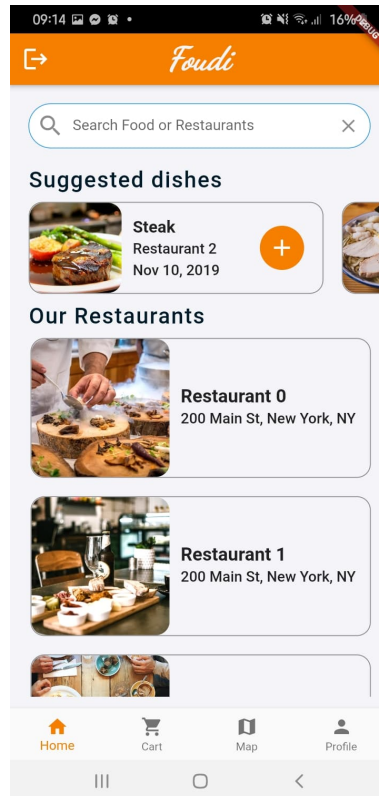 09:14
16%
DEBUG
Foudi
Search Food or Restaurants
Suggested dishes
Steak
Restaurant 2
Nov 10, 2019
Our Restaurants
Restaurant 0
200 Main St, New York, NY
Restaurant 1
200 Main St, New York, NY
Home
Cart
Map
Profile